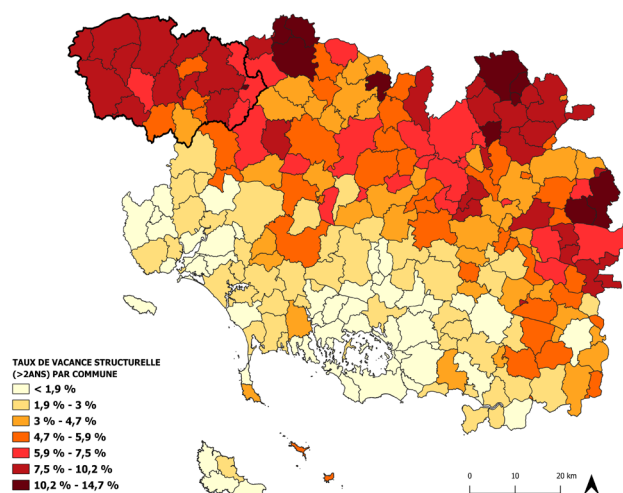 TAUX DE VACANCE STRUCTURELLE
(>2ANS) PAR COMMUNE
< 1,9 %
1,9 % - 3 %
3 % - 4,7 %
4,7 % - 5,9 %
5,9 % - 7,5 %
7,5 % - 10,2 %
10,2 % - 14,7 %
0 10 20 km